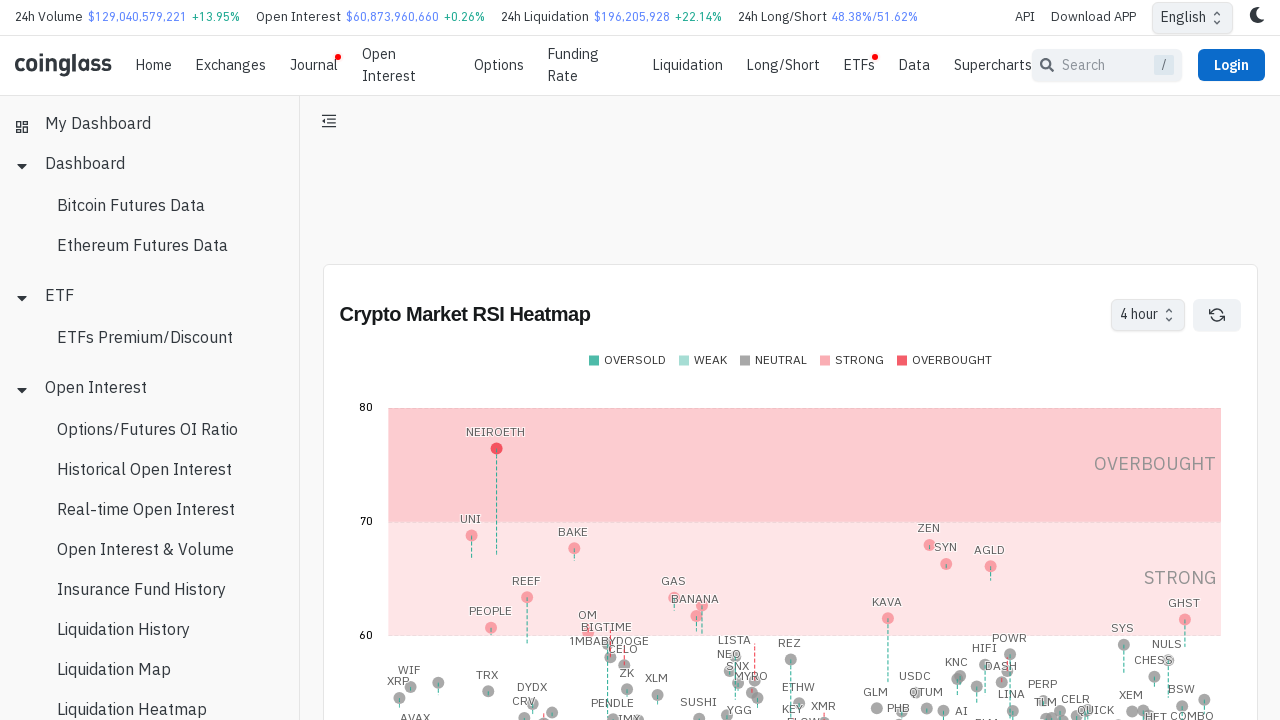 24h Volume $129,040,579,221 +13.95% Open Interest $60,873,960,660 +0.26% 24h Liquidation $196,205,928 +22.14% 24h Long/Short 48.38%/51.62% API Download APP English
coinglass Home Exchanges Journal Open Interest Options Funding Rate Liquidation Long/Short ETFs Data Supercharts Search / Login
My Dashboard
Dashboard
Bitcoin Futures Data
Ethereum Futures Data
ETF
ETFs Premium/Discount
Open Interest
Options/Futures OI Ratio
Historical Open Interest
Real-time Open Interest
Open Interest & Volume
Insurance Fund History
Liquidation History
Liquidation Map
Liquidation Heatmap
Crypto Market RSI Heatmap 4 hour
OVERSOLD WEAK NEUTRAL STRONG OVERBOUGHT
80
NEIROETH
OVERBOUGHT
70
UNI
BAKE
ZEN
SYN
AGLD
STRONG
REEF
GAS
BANANA
KAVA
GHST
PEOPLE
OM
BIGTIME
SYS
60
1MBABYDOGE
LISTA
REZ
POWR
NULS
CELO
NEO
HIFI
CHESS
WIF
SNX
KNC
DASH
XRP
TRX
ZK
XLM
MYRO
USDC
DYDX
ETHW
GLM
QTUM
PERP
BSW
CRV
PENDLE
SUSHI
KEY
XMR
LINA
TLM
CELR
XEM
YGG
PHB
AI
QUICK
AVAX
IMX
HFT
COMBO